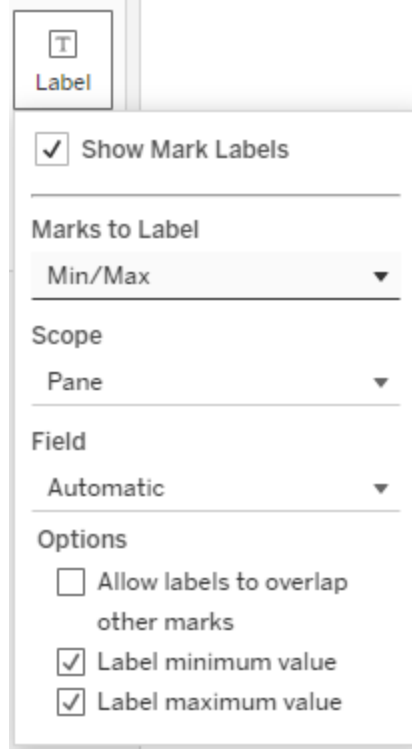 T
Label
Show Mark Labels
Marks to Label
Min/Max
Scope
Pane
Field
Automatic
Options
Allow labels to overlap
other marks
Label minimum value
Label maximum value